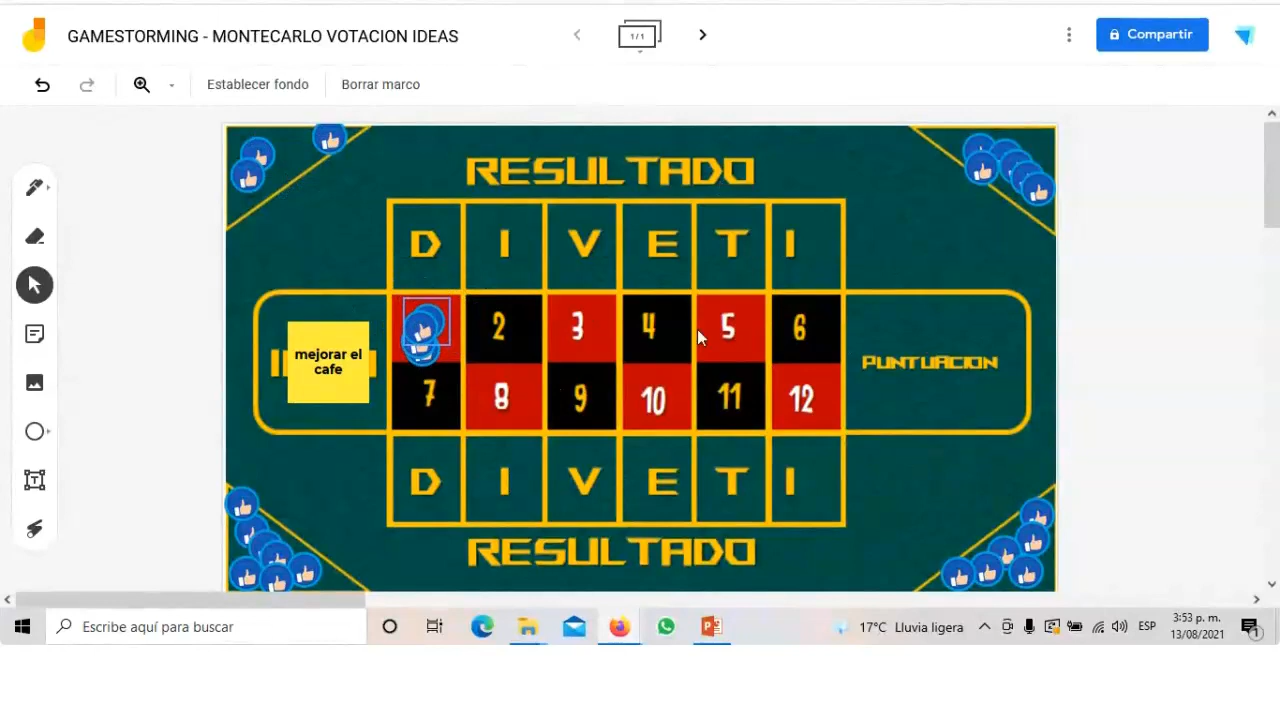 GAMESTORMING - MONTECARLO VOTACION IDEAS
1/1
Compartir
Establecer fondo
Borrar marco
RESULTADO
D I V E T I
2 3 4 5 6
mejorar el
cafe
PUNTUACION
7 8 9 10 11 12
D I V E T I
RESULTADO
Escribe aquí para buscar
17°C Lluvia ligera
ESP
3:53 p. m.
13/08/2021
1